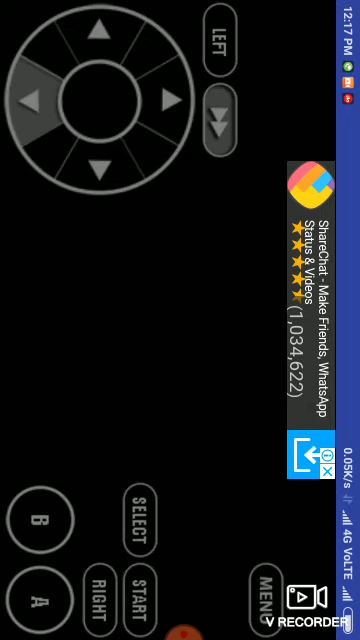 12:17 PM
0.05K/s 4G VoLTE
ShareChat - Make Friends, WhatsApp
Status & Videos
(1,034,622)
LEFT
MENU
V RECORDER
SELECT
START
RIGHT
B
A